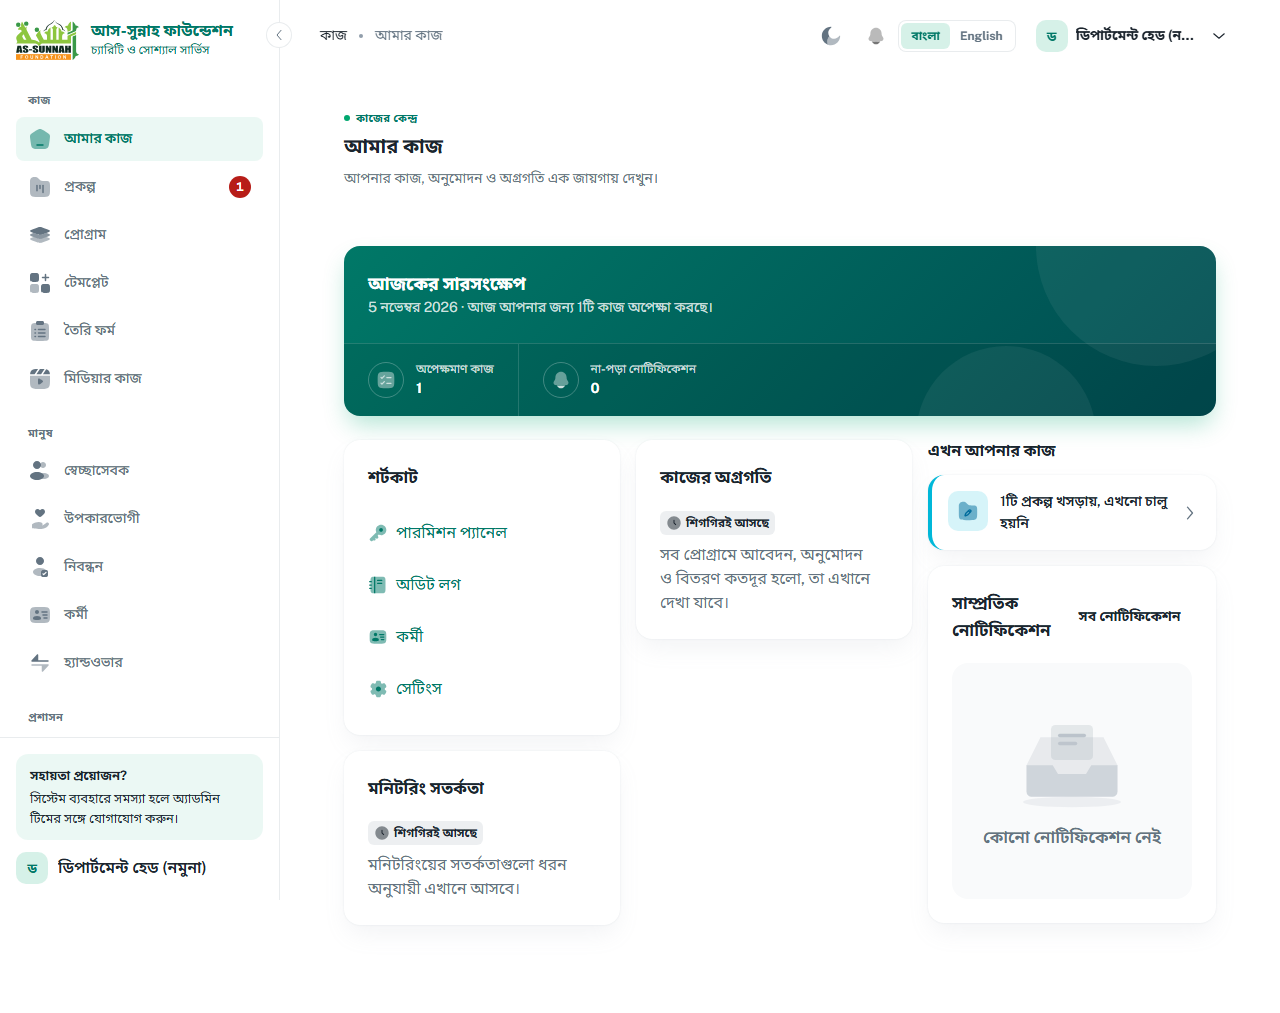 AS-SUNNAH
FOUNDATION
আস-সুন্নাহ ফাউন্ডেশন
চ্যারিটি ও সোশ্যাল সার্ভিস
কাজ
আমার কাজ
প্রকল্প
1
প্রোগ্রাম
টেমপ্লেট
তৈরি ফর্ম
মিডিয়ার কাজ
মানুষ
স্বেচ্ছাসেবক
উপকারভোগী
নিবন্ধন
কর্মী
হ্যান্ডওভার
প্রশাসন
সহায়তা প্রয়োজন?
সিস্টেম ব্যবহারে সমস্যা হলে অ্যাডমিন
টিমের সঙ্গে যোগাযোগ করুন।
ড
ডিপার্টমেন্ট হেড (নমুনা)
কাজ • আমার কাজ
বাংলা
English
ড
ডিপার্টমেন্ট হেড (ন...
কাজের কেন্দ্র
আমার কাজ
আপনার কাজ, অনুমোদন ও অগ্রগতি এক জায়গায় দেখুন।
আজকের সারসংক্ষেপ
5 নভেম্বর 2026 · আজ আপনার জন্য 1টি কাজ অপেক্ষা করছে।
অপেক্ষমাণ কাজ
1
না-পড়া নোটিফিকেশন
0
শর্টকাট
পারমিশন প্যানেল
অডিট লগ
কর্মী
সেটিংস
মনিটরিং সতর্কতা
শিগগিরই আসছে
মনিটরিংয়ের সতর্কতাগুলো ধরন
অনুযায়ী এখানে আসবে।
কাজের অগ্রগতি
শিগগিরই আসছে
সব প্রোগ্রামে আবেদন, অনুমোদন
ও বিতরণ কতদূর হলো, তা এখানে
দেখা যাবে।
এখন আপনার কাজ
1টি প্রকল্প খসড়ায়, এখনো চালু
হয়নি
সাম্প্রতিক
নোটিফিকেশন
সব নোটিফিকেশন
কোনো নোটিফিকেশন নেই